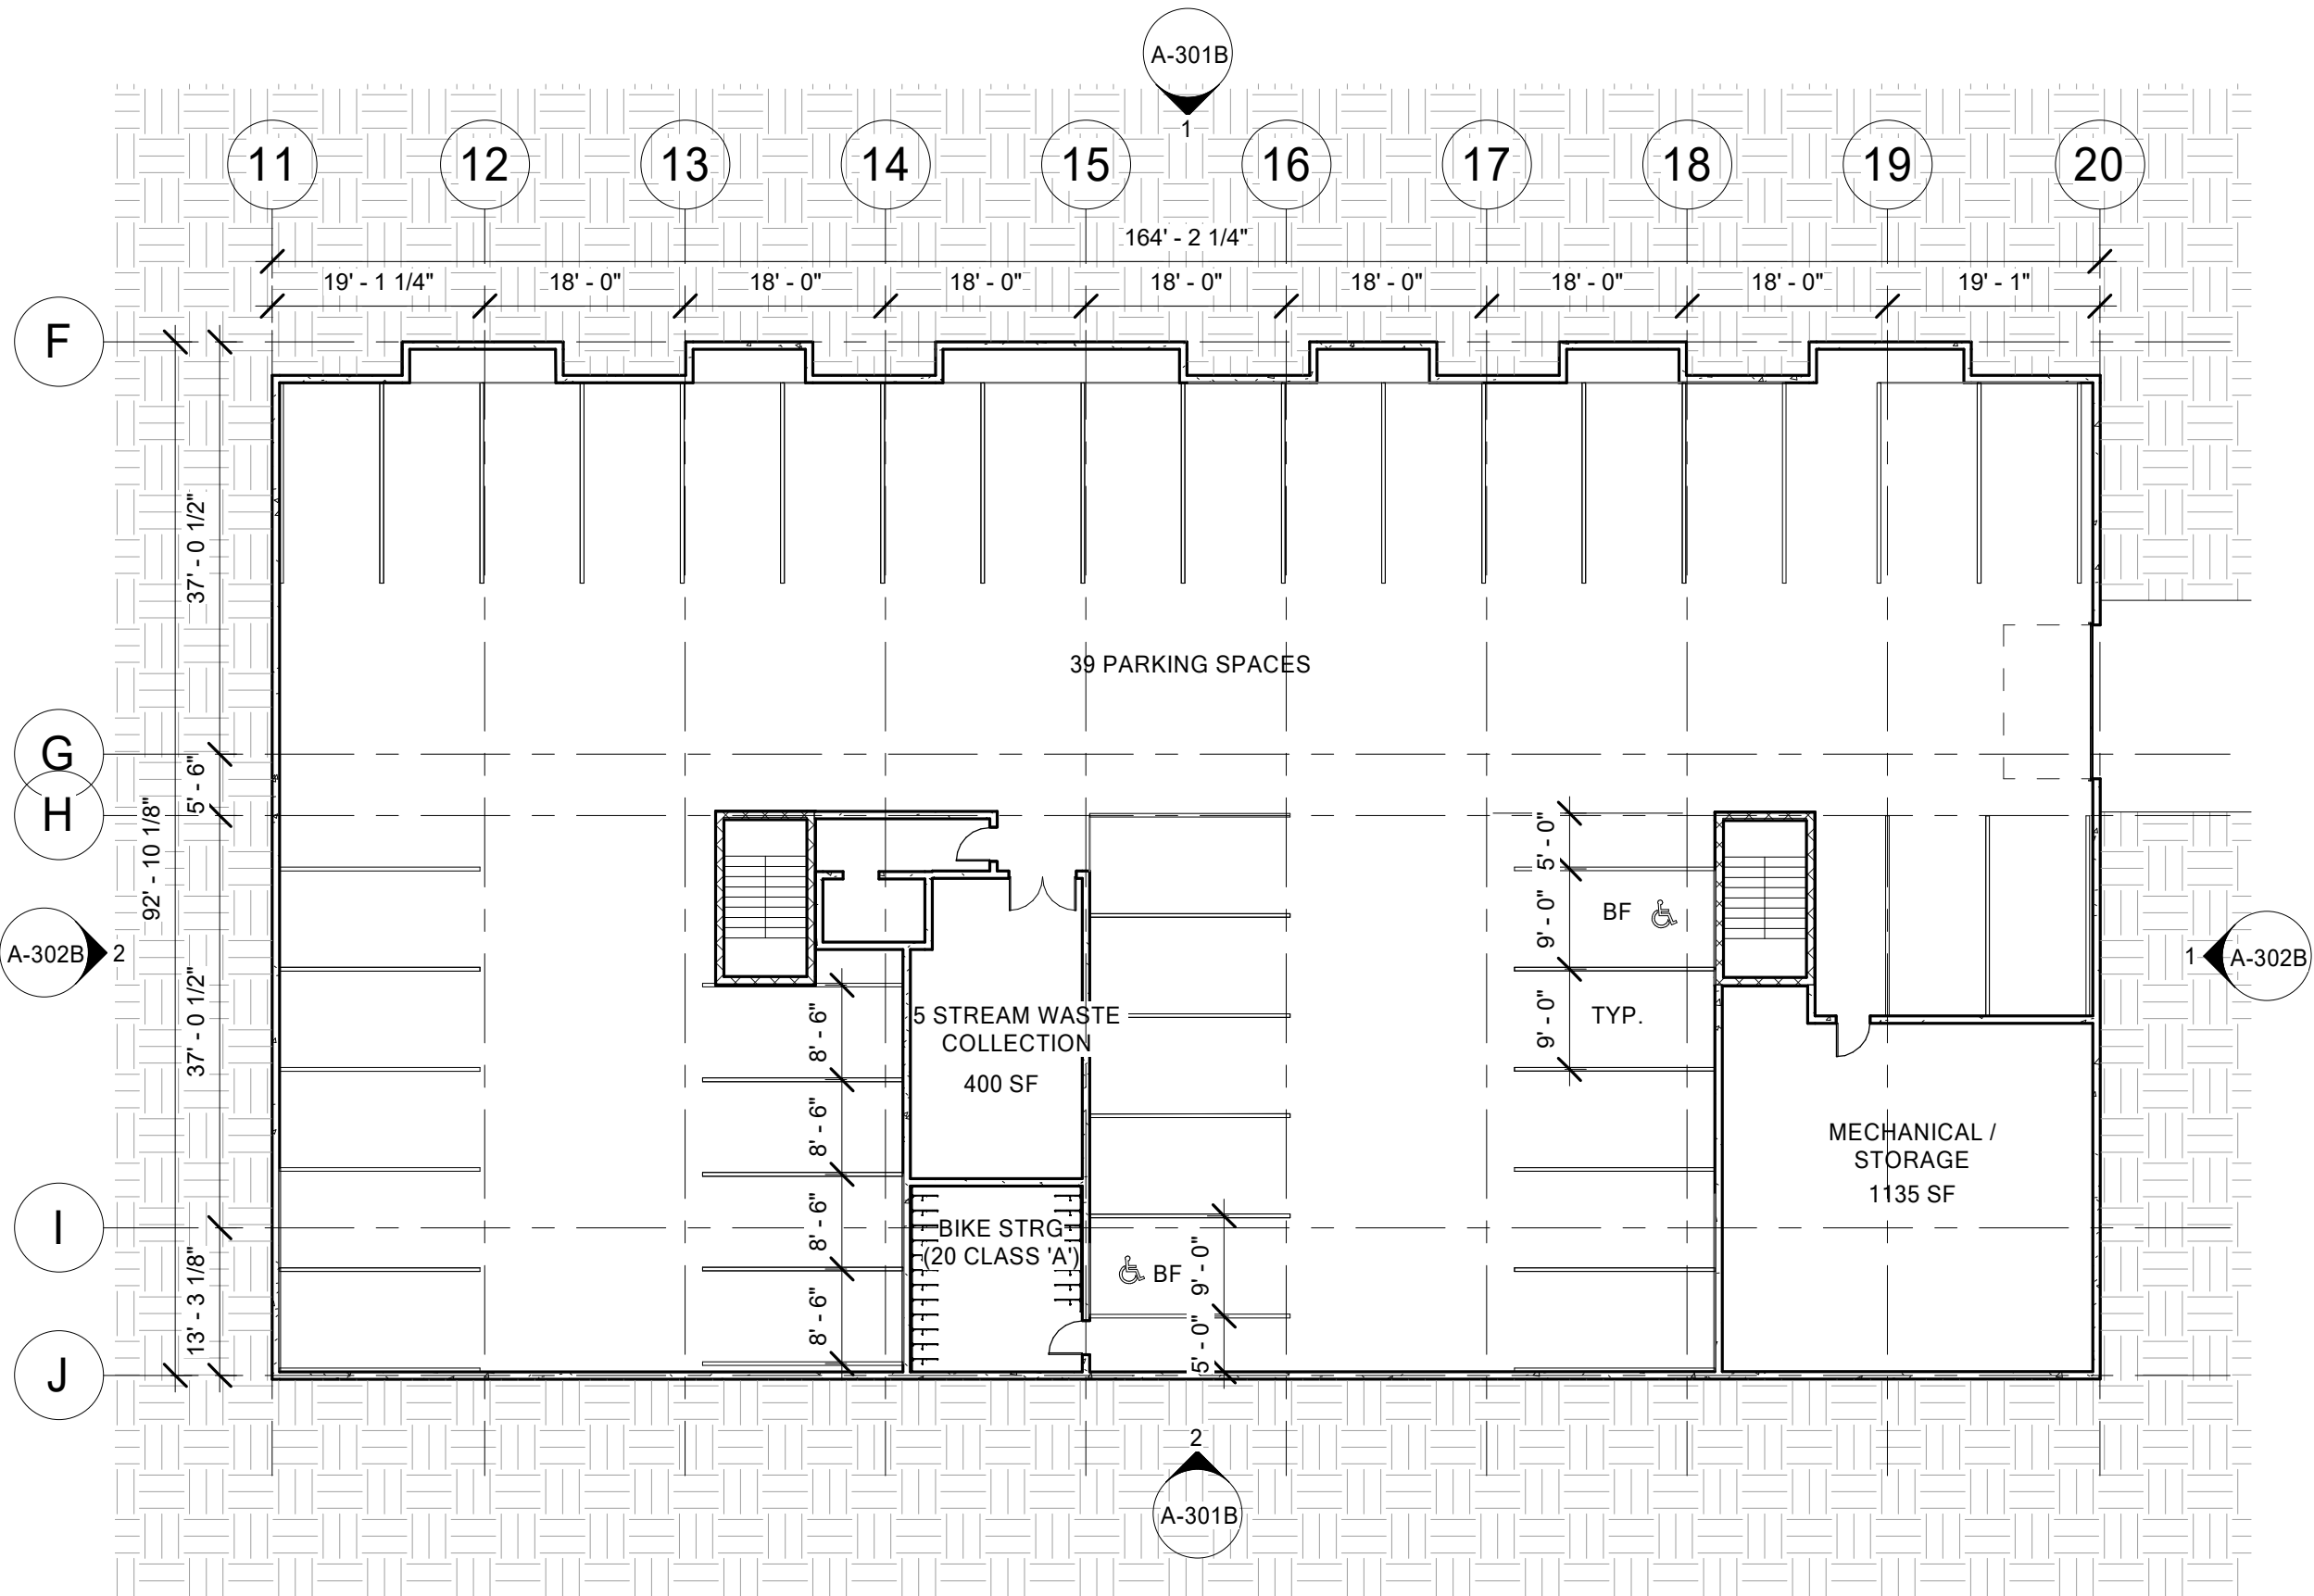 A-301B
1
11 12 13 14 15 16 17 18 19 20
164' - 2 1/4"
19' - 1 1/4" 18' - 0" 18' - 0" 18' - 0" 18' - 0" 18' - 0" 18' - 0" 18' - 0" 19' - 1"
F
37' - 0 1/2"
39 PARKING SPACES
G
5' - 6"
H
92' - 10 1/8"
5' - 0"
9' - 0"
BF
A-302B 2
1 A-302B
37' - 0 1/2"
8' - 6"
5 STREAM WASTE
COLLECTION
400 SF
9' - 0"
TYP.
8' - 6"
MECHANICAL /
STORAGE
1135 SF
8' - 6"
I
BIKE STRG
(20 CLASS 'A')
BF
9' - 0"
13' - 3 1/8"
8' - 6"
5' - 0"
J
2
A-301B